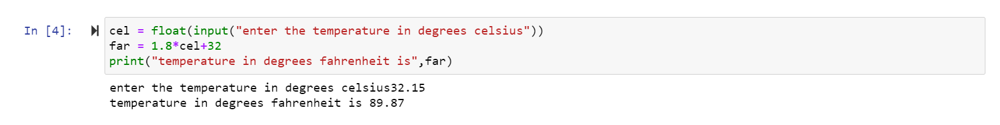 In [4]: cel = float(input("enter the temperature in degrees celsius"))
far = 1.8*cel+32
print("temperature in degrees fahrenheit is",far)
enter the temperature in degrees celsius32.15
temperature in degrees fahrenheit is 89.87